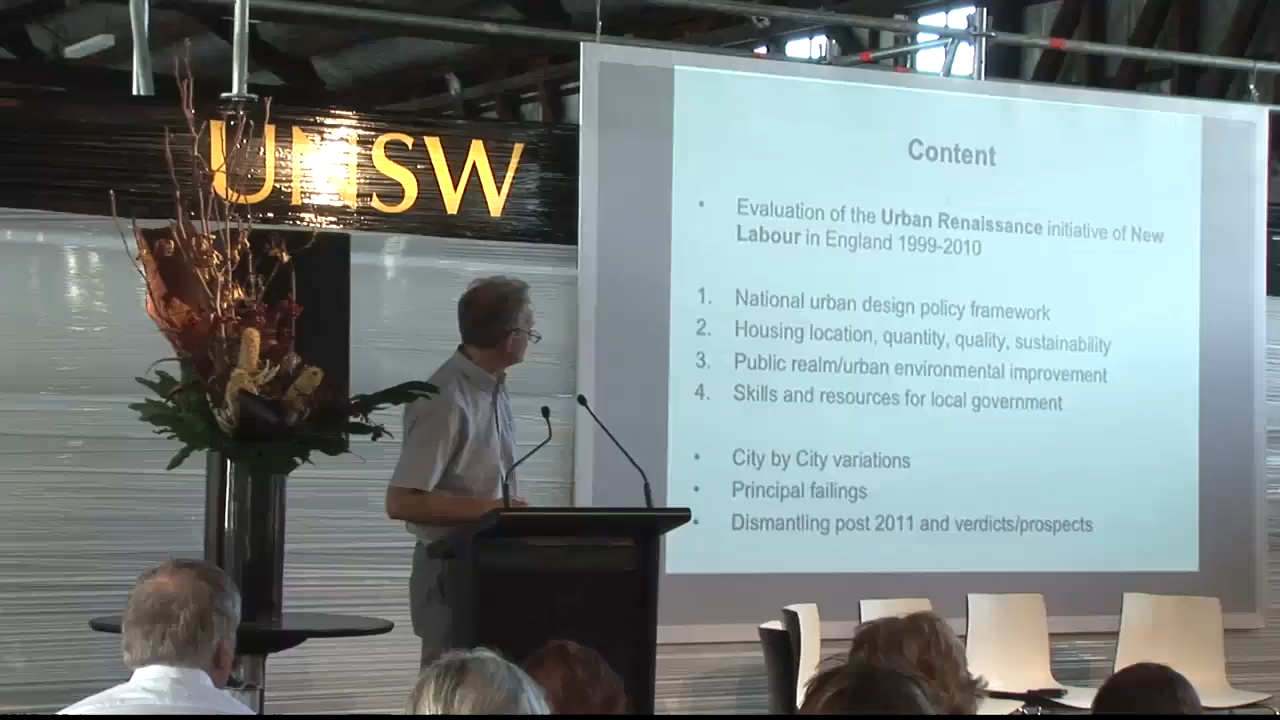 UNSW
Content
• Evaluation of the Urban Renaissance initiative of New
Labour in England 1999-2010
1. National urban design policy framework
2. Housing location, quantity, quality, sustainability
3. Public realm/urban environmental improvement
4. Skills and resources for local government
• City by City variations
• Principal failings
• Dismantling post 2011 and verdicts/prospects